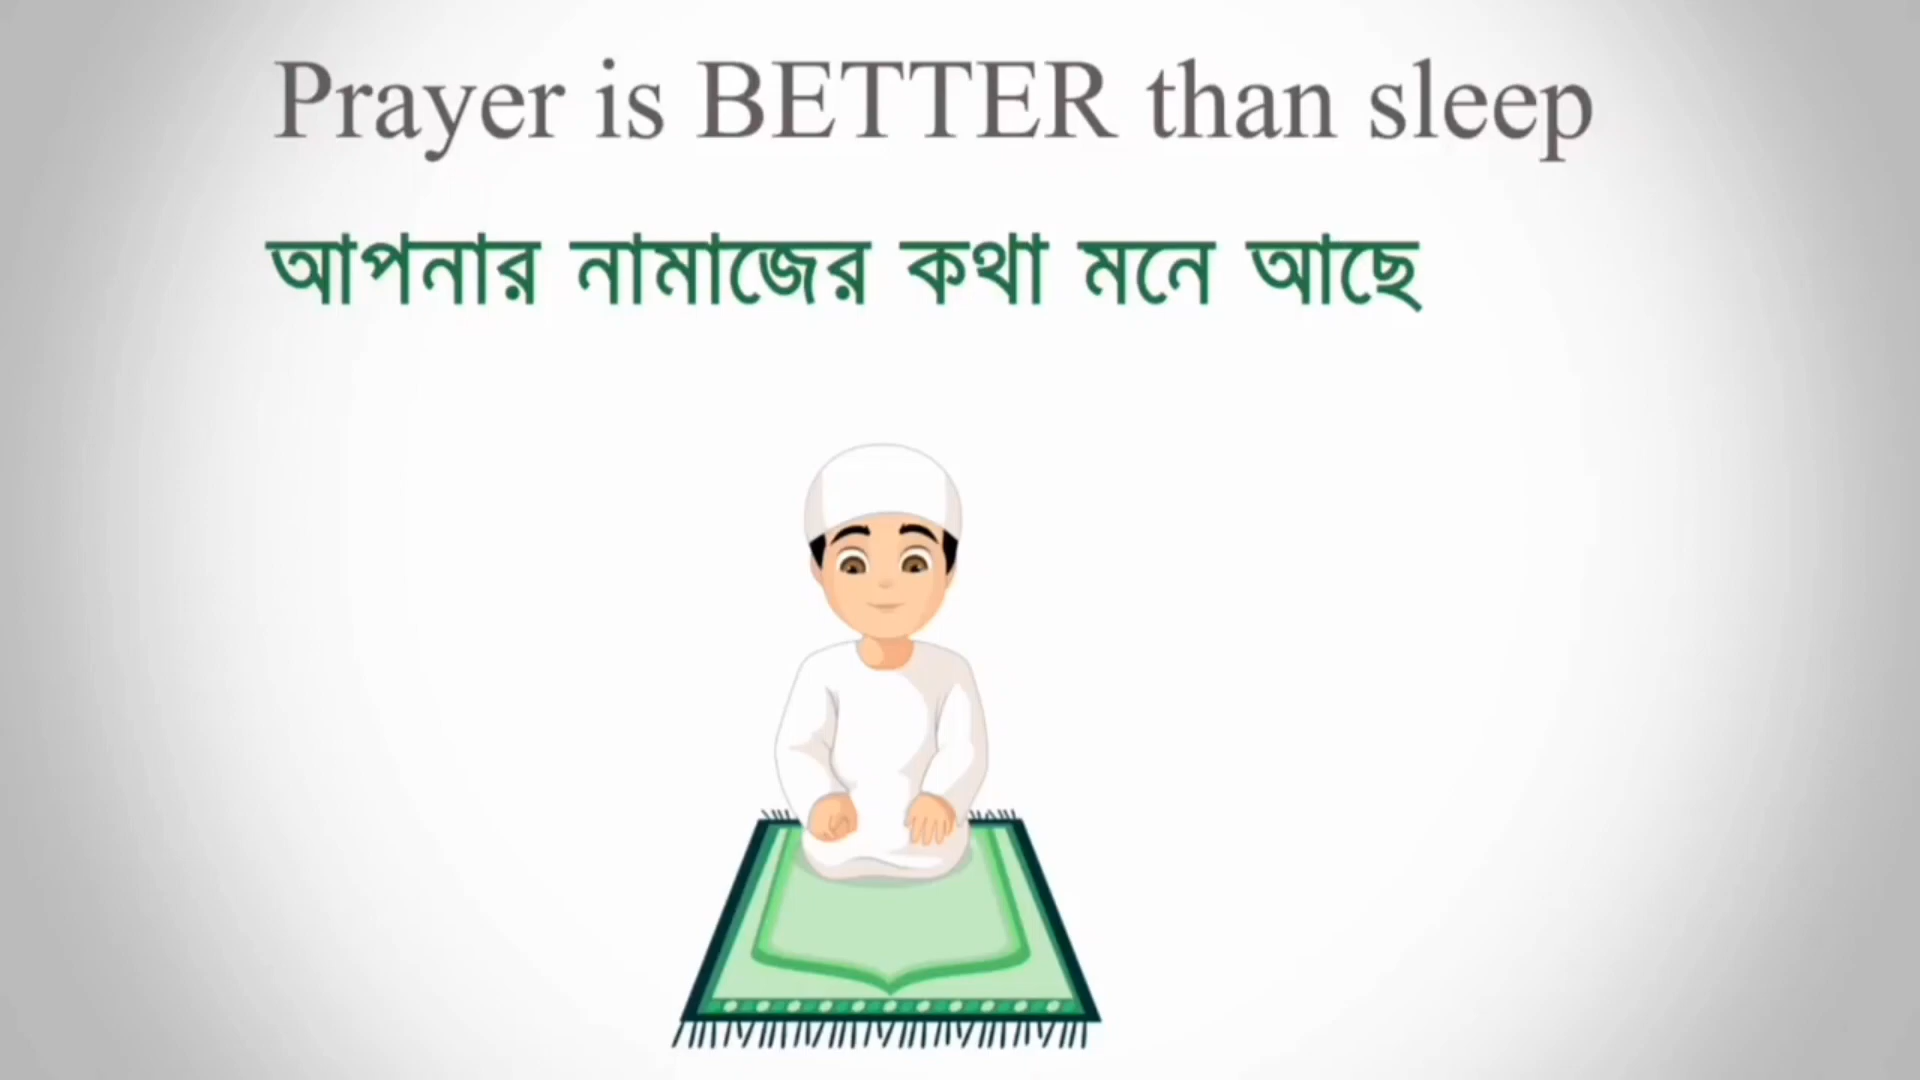 Prayer is BETTER than sleep
আপনার নামাজের কথা মনে আছে